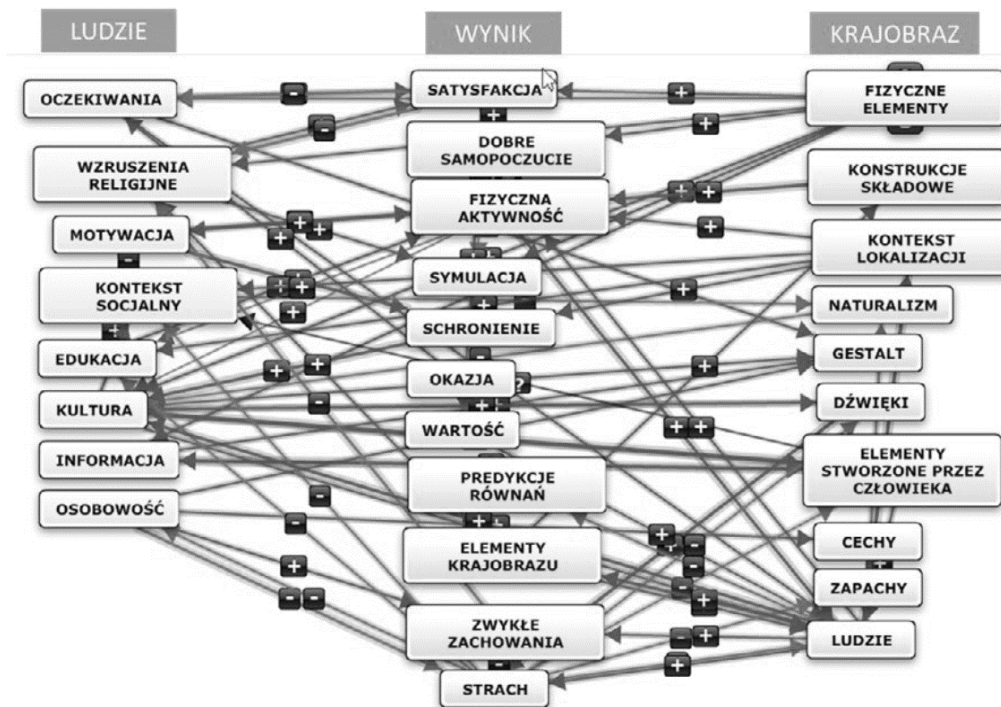 LUDZIE
WYNIK
KRAJOBRAZ
OCZEKIWANIA
WZRUSZENIA
RELIGIJNE
MOTYWACJA
KONTEKST
SOCJALNY
EDUKACJA
KULTURA
INFORMACJA
OSOBOWOŚĆ
SATYSFAKCJA
DOBRE
SAMOPOCZUCIE
FIZYCZNA
AKTYWNOŚĆ
SYMULACJA
SCHRONIENIE
OKAZJA
?
WARTOŚĆ
PREDYKCJE
RÓWNAŃ
ELEMENTY
KRAJOBRAZU
ZWYKŁE
ZACHOWANIA
STRACH
FIZYCZNE
ELEMENTY
KONSTRUKCJE
SKŁADOWE
KONTEKST
LOKALIZACJI
NATURALIZM
GESTALT
DŹWIĘKI
ELEMENTY
STWORZONE PRZEZ
CZŁOWIEKA
CECHY
ZAPACHY
LUDZIE